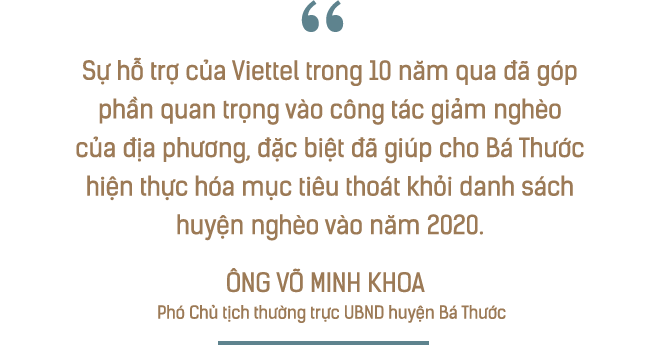 Sự hỗ trợ của Viettel trong 10 năm qua đã góp
phần quan trọng vào công tác giảm nghèo
của địa phương, đặc biệt đã giúp cho Bá Thước
hiện thực hóa mục tiêu thoát khỏi danh sách
huyện nghèo vào năm 2020.
ÔNG VÕ MINH KHOA
Phó Chủ tịch thường trực UBND huyện Bá Thước